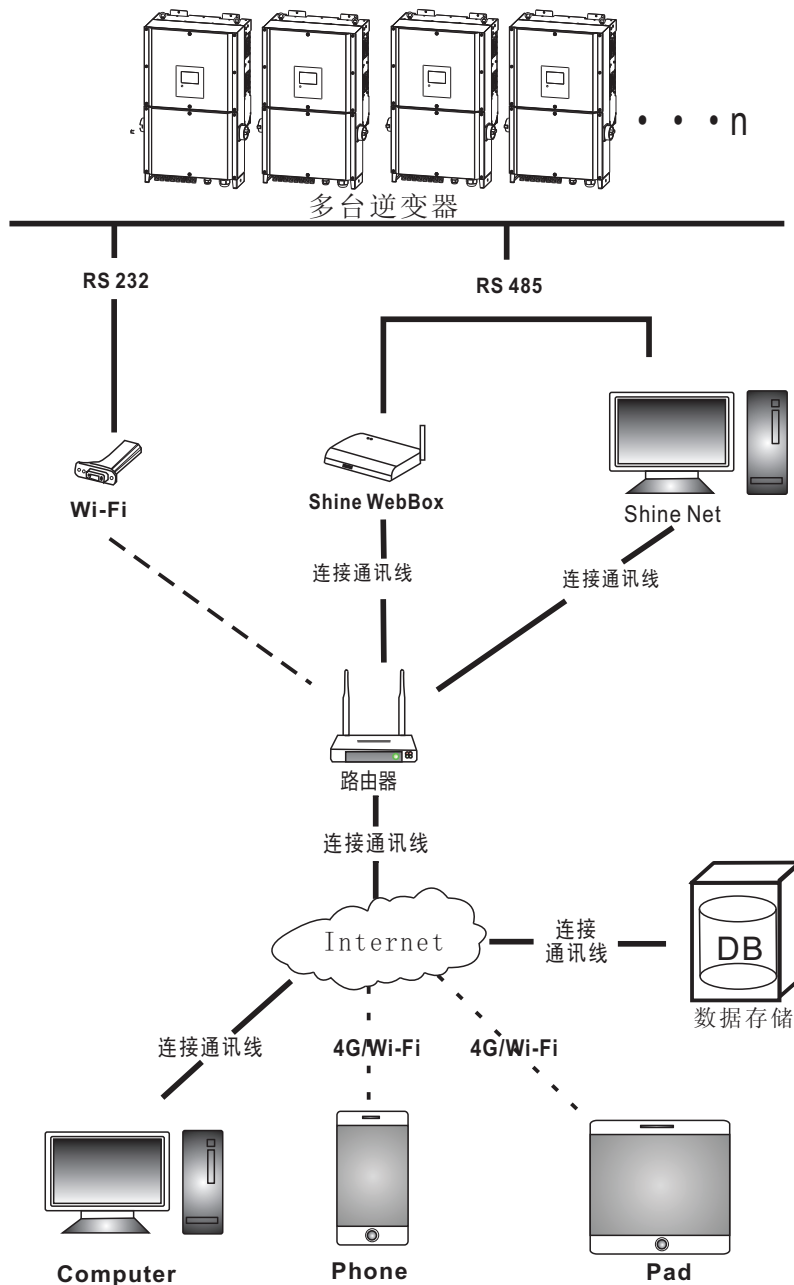 · · · n
多台逆变器
RS 232
RS 485
Wi-Fi
Shine WebBox
Shine Net
连接通讯线
连接通讯线
路由器
连接通讯线
Internet
连接
通讯线
DB
数据存储
连接通讯线
4G/Wi-Fi
4G/Wi-Fi
Computer
Phone
Pad